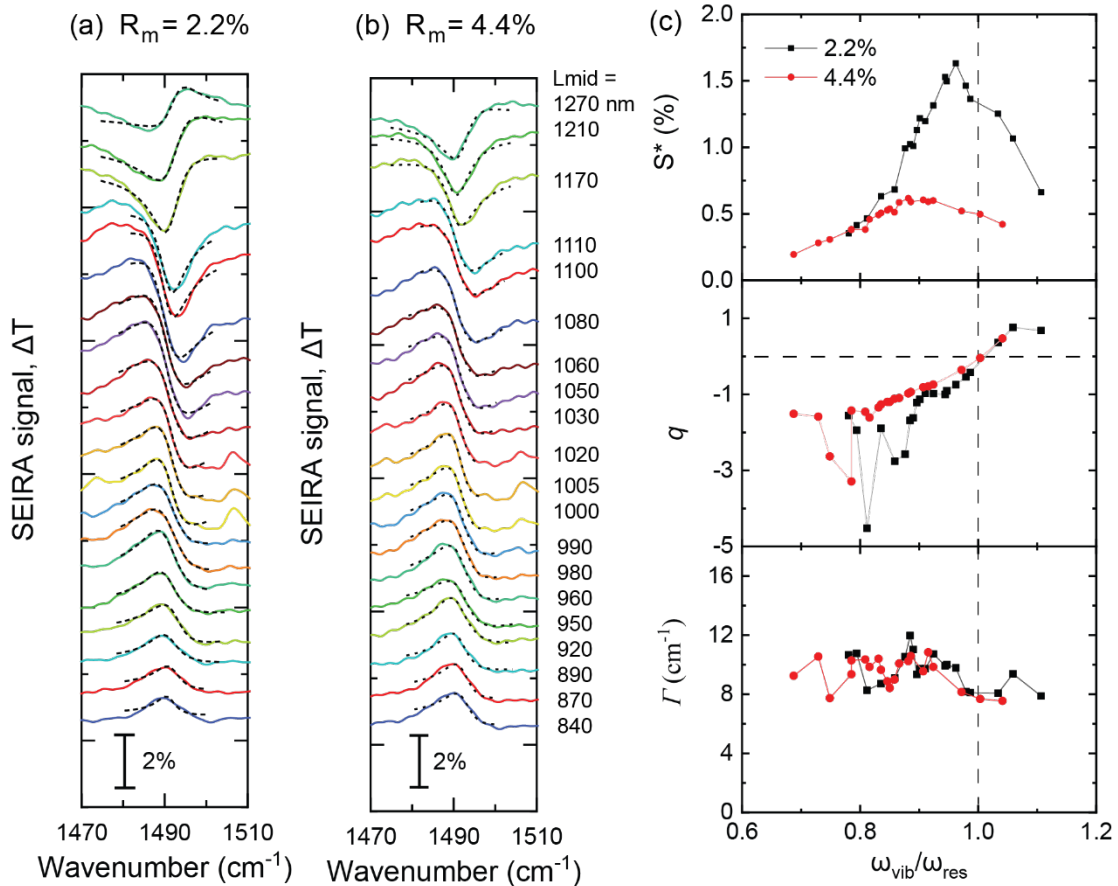 (a) Rm = 2.2%
(b) Rm = 4.4%
(c)
SEIRA signal, ΔT
2%
1470 1490 1510
Wavenumber (cm⁻¹)
SEIRA signal, ΔT
2%
1470 1490 1510
Wavenumber (cm⁻¹)
Lmid =
1270 nm
1210
1170
1110
1100
1080
1060
1050
1030
1020
1005
1000
990
980
960
950
920
890
870
840
2.2%
4.4%
S* (%)
2.0
1.5
1.0
0.5
0.0
q
1
-1
-3
-5
Γ (cm⁻¹)
16
12
8
4
0
0.6 0.8 1.0 1.2
ωvib/ωres